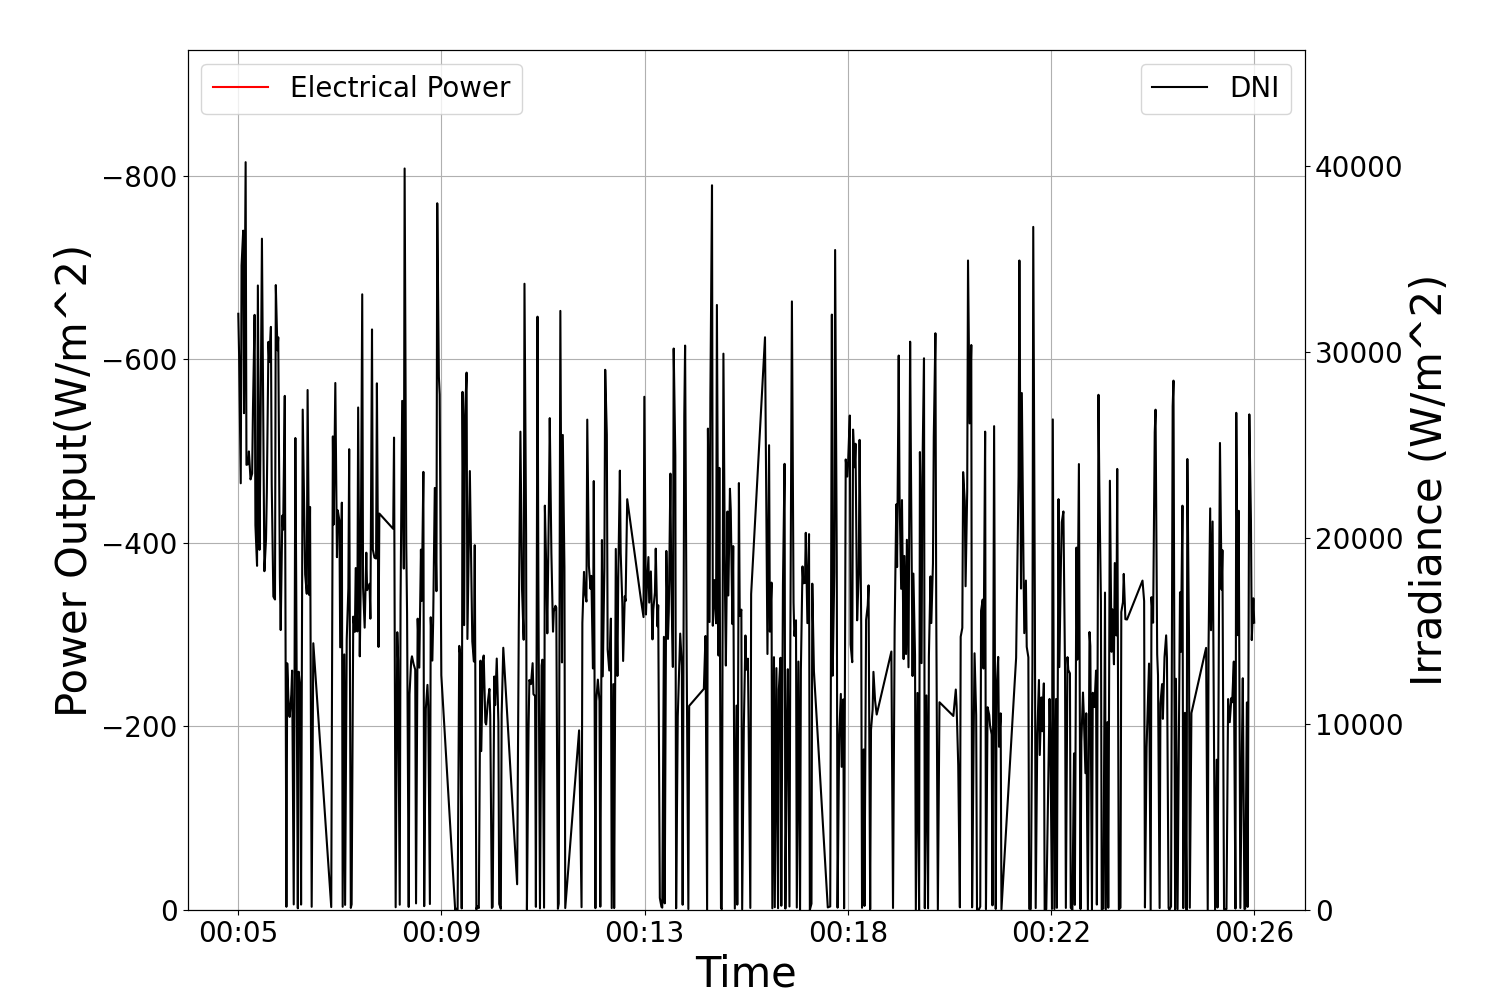 Electrical Power
DNI
−800
−600
−400
−200
0
40000
30000
20000
10000
0
Power Output(W/m^2)
Irradiance (W/m^2)
00:05 00:09 00:13 00:18 00:22 00:26
Time